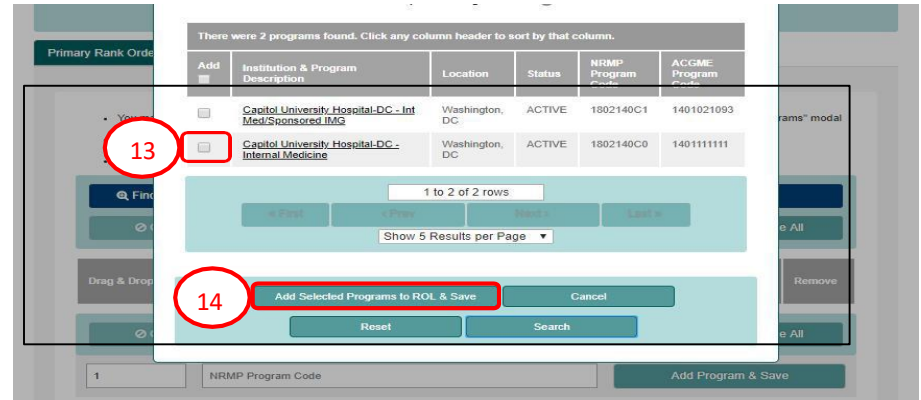 There were 2 programs found. Click any column header to sort by that column.
Primary Rank Orde
Add
Institution & Program
Description
Location
Status
NRMP
Program
Code
ACGME
Program
Code
Capitol University Hospital-DC - Int
Med/Sponsored IMG
Washington,
DC
ACTIVE
1802140C1
1401021093
rams" modal
13
Capitol University Hospital-DC -
Internal Medicine
Washington,
DC
ACTIVE
1802140C0
1401111111
1 to 2 of 2 rows
Find
« First
‹ Prev
Next ›
Last »
e All
Show 5 Results per Page
Drag & Drop
Remove
14
Add Selected Programs to ROL & Save
Cancel
Reset
Search
e All
1
NRMP Program Code
Add Program & Save